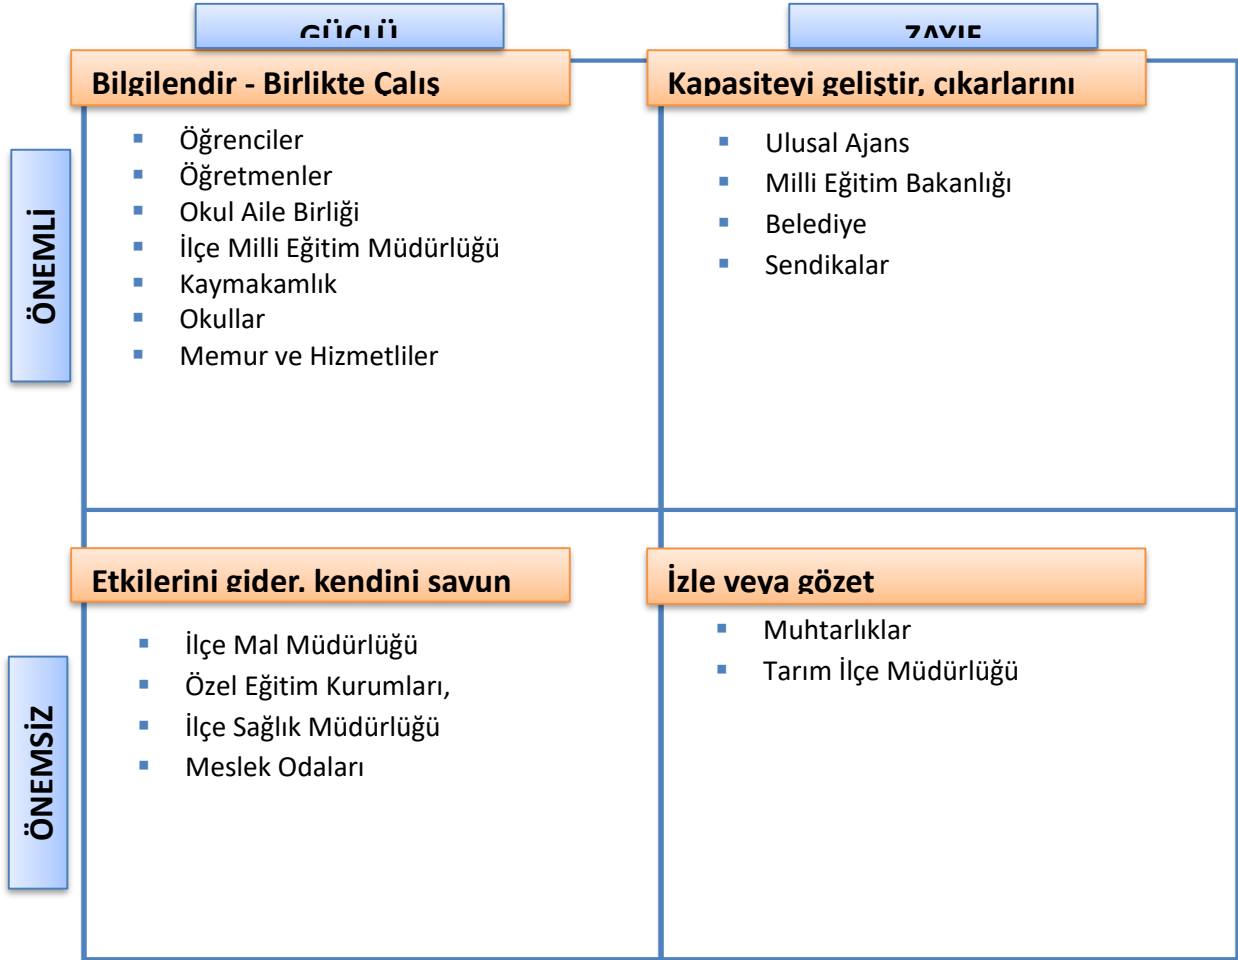 GÜÇLÜ
ZAYIF
Bilgilendir - Birlikte Çalış
Kapasiteyi geliştir, çıkarlarını
ÖNEMLİ
Öğrenciler
Öğretmenler
Okul Aile Birliği
İlçe Milli Eğitim Müdürlüğü
Kaymakamlık
Okullar
Memur ve Hizmetliler
Ulusal Ajans
Milli Eğitim Bakanlığı
Belediye
Sendikalar
Etkilerini gider, kendini savun
İzle veya gözet
ÖNEMSİZ
İlçe Mal Müdürlüğü
Özel Eğitim Kurumları,
İlçe Sağlık Müdürlüğü
Meslek Odaları
Muhtarlıklar
Tarım İlçe Müdürlüğü